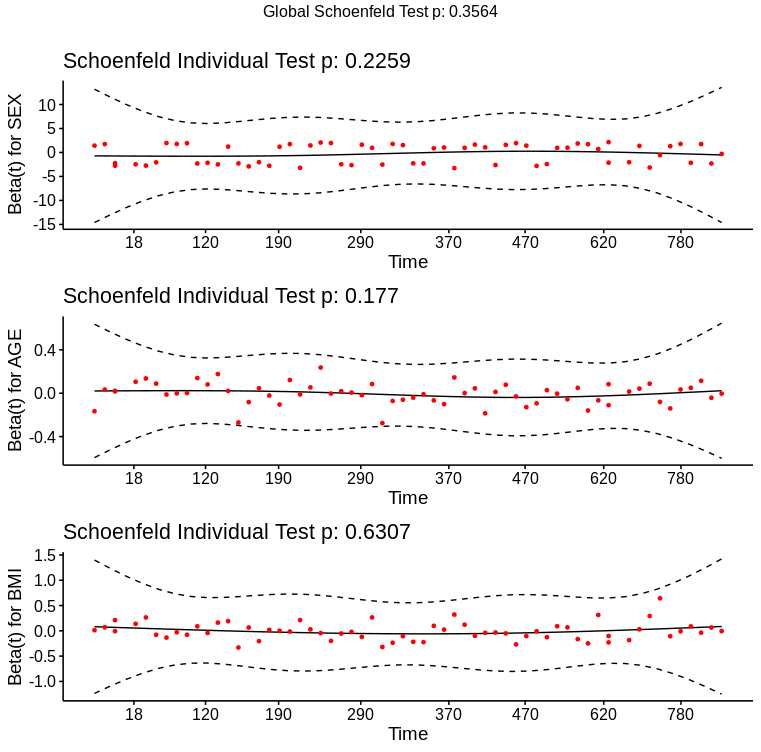 Global Schoenfeld Test p: 0.3564
Schoenfeld Individual Test p: 0.2259
Beta(t) for SEX
10
5
0
-5
-10
-15
18 120 190 290 370 470 620 780
Time
Schoenfeld Individual Test p: 0.177
Beta(t) for AGE
0.4
0.0
-0.4
18 120 190 290 370 470 620 780
Time
Schoenfeld Individual Test p: 0.6307
Beta(t) for BMI
1.5
1.0
0.5
0.0
-0.5
-1.0
18 120 190 290 370 470 620 780
Time